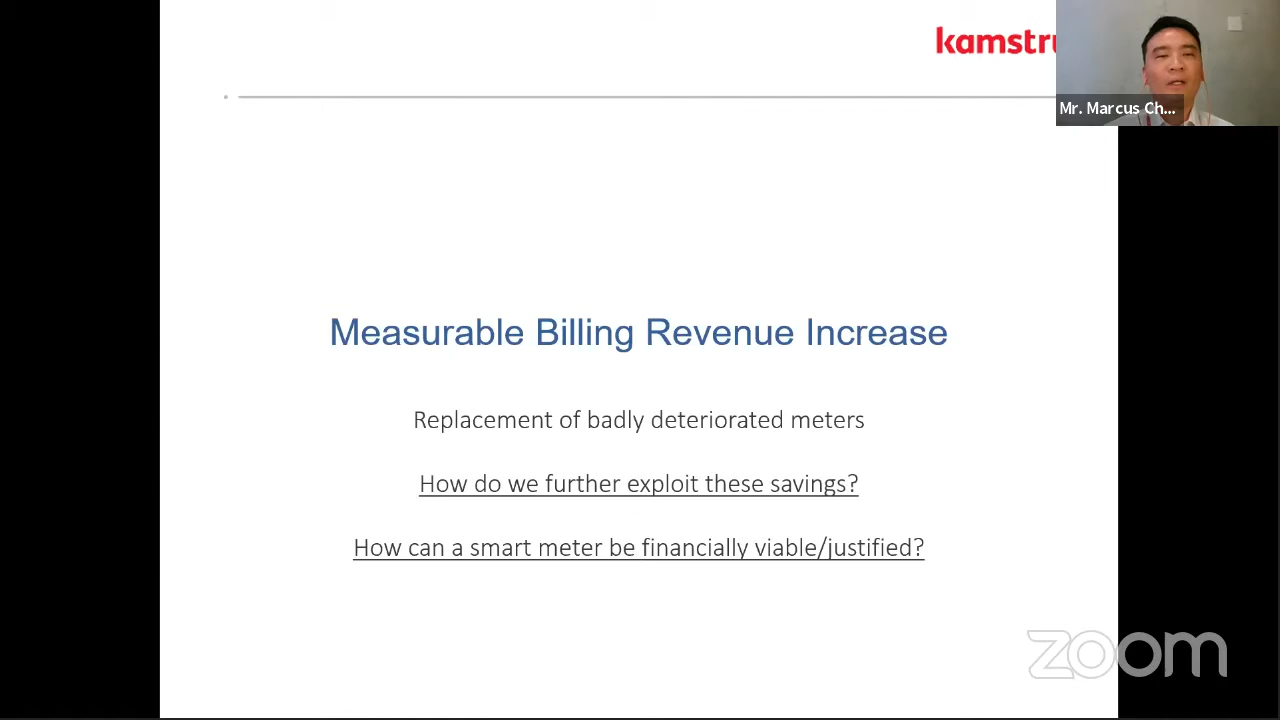 kamstru
Mr. Marcus Ch...
Measurable Billing Revenue Increase
Replacement of badly deteriorated meters
How do we further exploit these savings?
How can a smart meter be financially viable/justified?
zoom